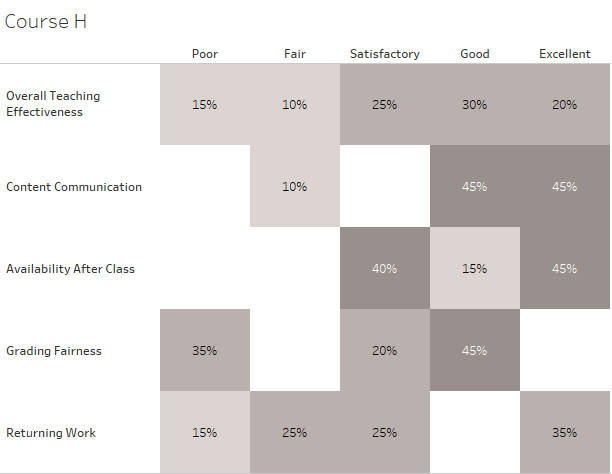 Course H
Poor Fair Satisfactory Good Excellent
Overall Teaching
Effectiveness
15% 10% 25% 30% 20%
Content Communication 10% 45% 45%
Availability After Class 40% 15% 45%
Grading Fairness 35% 20% 45%
Returning Work 15% 25% 25% 35%